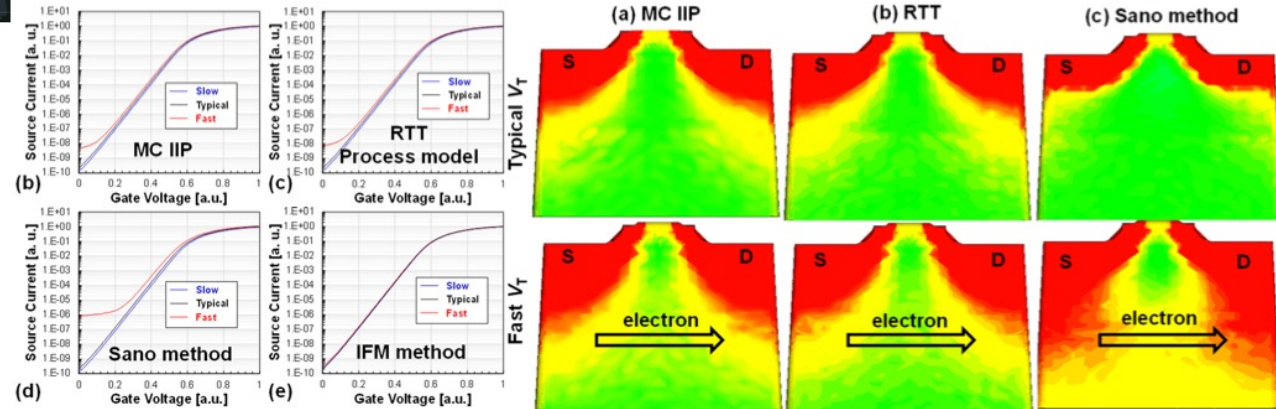 1.E+01
1.E+00
1.E-01
1.E-02
1.E-03
1.E-04
1.E-05
1.E-06
1.E-07
1.E-08
1.E-09
1.E-10
Source Current [a. u.]
Slow
Typical
Fast
MC IIP
0 0.2 0.4 0.6 0.8 1
(b) Gate Voltage [a.u.]
1.E+01
1.E+00
1.E-01
1.E-02
1.E-03
1.E-04
1.E-05
1.E-06
1.E-07
1.E-08
1.E-09
1.E-10
Source Current [a. u.]
Slow
Typical
Fast
RTT
Process model
0 0.2 0.4 0.6 0.8 1
(c) Gate Voltage [a.u.]
1.E+01
1.E+00
1.E-01
1.E-02
1.E-03
1.E-04
1.E-05
1.E-06
1.E-07
1.E-08
1.E-09
1.E-10
Source Current [a. u.]
Slow
Typical
Fast
Sano method
0 0.2 0.4 0.6 0.8 1
(d) Gate Voltage [a.u.]
1.E+01
1.E+00
1.E-01
1.E-02
1.E-03
1.E-04
1.E-05
1.E-06
1.E-07
1.E-08
1.E-09
1.E-10
Source Current [a. u.]
Slow
Typical
Fast
IFM method
0 0.2 0.4 0.6 0.8 1
(e) Gate Voltage [a.u.]
(a) MC IIP (b) RTT (c) Sano method
Typical VT
S D S D S D
Fast VT
S D S D S D
electron electron electron